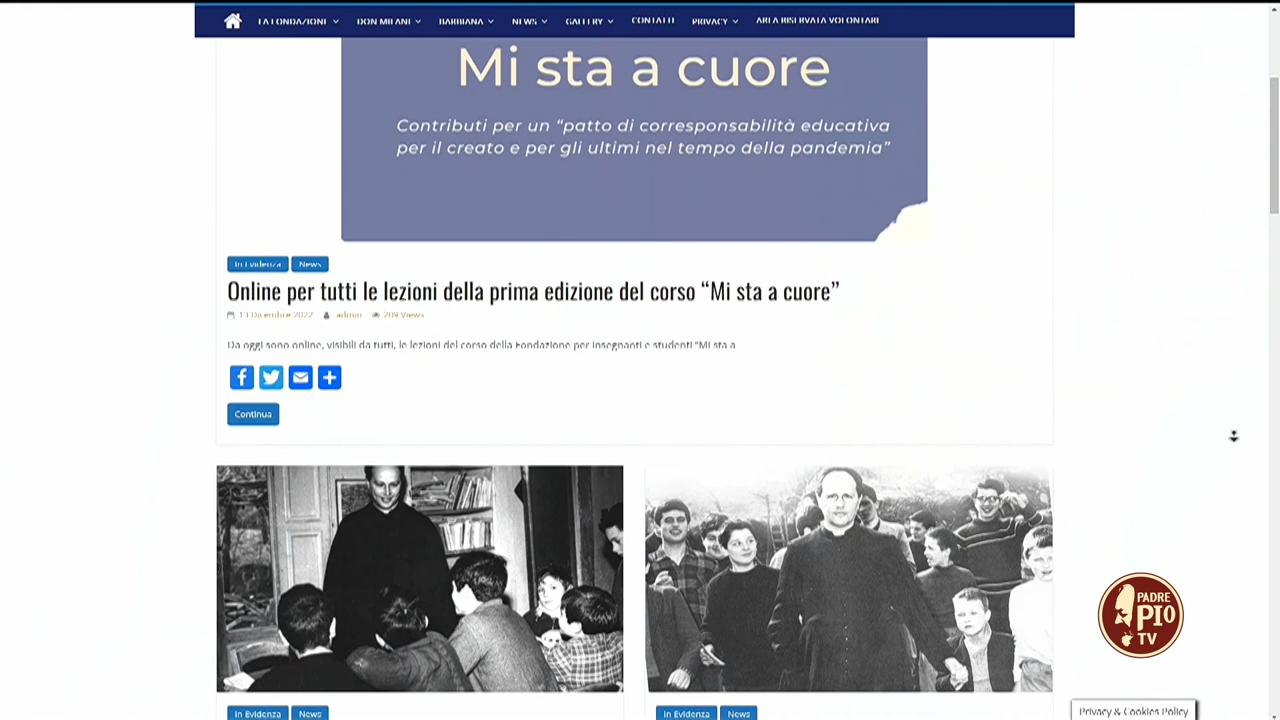 LA FONDAZIONE DON MILANI BARBIANA NEWS GALLERY CONTATTI PRIVACY AREA RISERVATA VOLONTARI
Mi sta a cuore
Contributi per un “patto di corresponsabilità educativa
per il creato e per gli ultimi nel tempo della pandemia”
In Evidenza News
Online per tutti le lezioni della prima edizione del corso “Mi sta a cuore”
13 Dicembre 2022 admin 209 Views
Da oggi sono online, visibili da tutti, le lezioni del corso della Fondazione per insegnanti e studenti “Mi sta a
Continua
PADRE
PIO
TV
In Evidenza News
In Evidenza News
Privacy & Cookies Policy